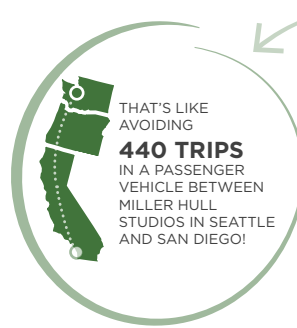 THAT'S LIKE
AVOIDING
440 TRIPS
IN A PASSENGER
VEHICLE BETWEEN
MILLER HULL
STUDIOS IN SEATTLE
AND SAN DIEGO!